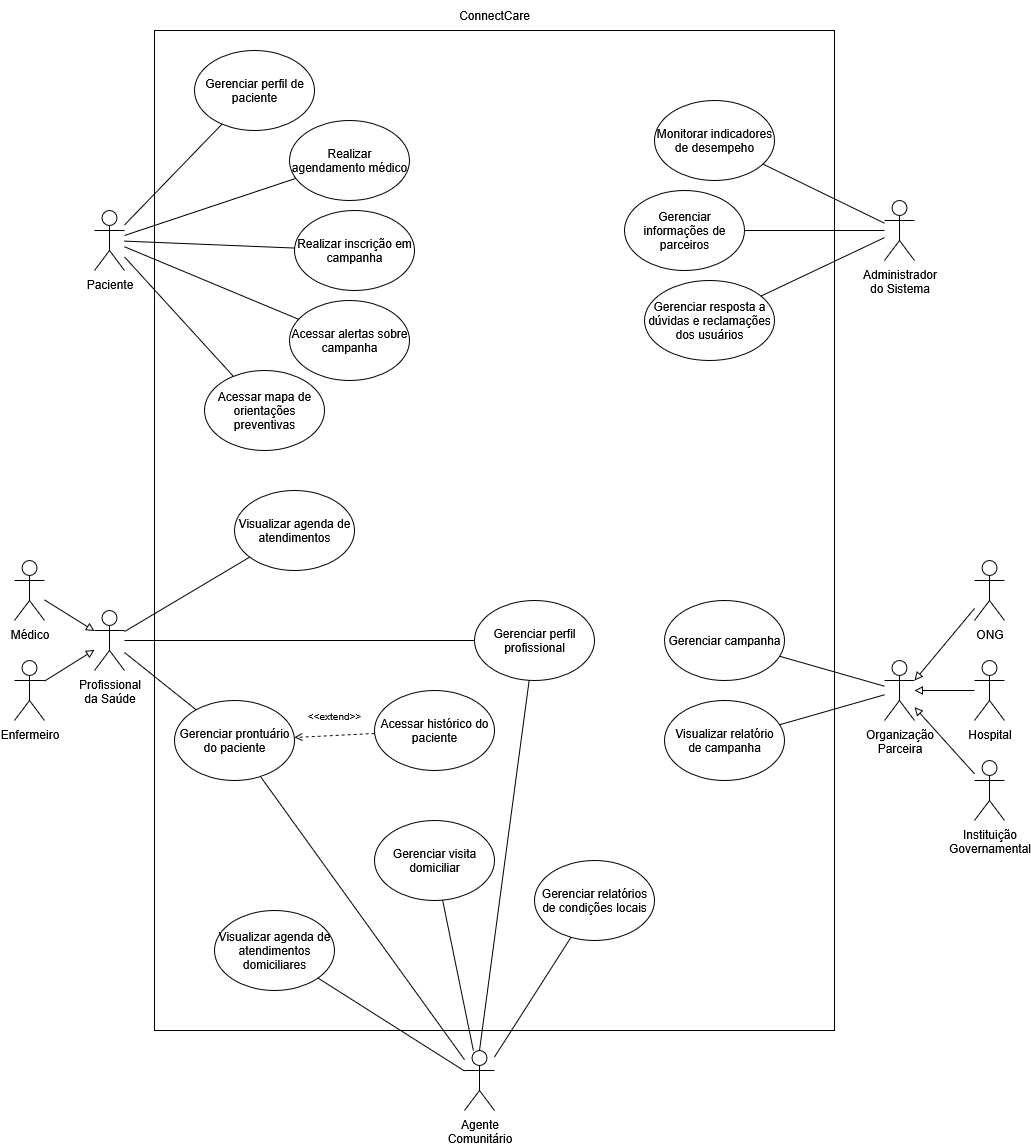 ConnectCare
Gerenciar perfil de
paciente
Realizar
agendamento médico
Realizar inscrição em
campanha
Acessar alertas sobre
campanha
Acessar mapa de
orientações
preventivas
Paciente
Monitorar indicadores
de desempeho
Gerenciar
informações de
parceiros
Gerenciar resposta a
dúvidas e reclamações
dos usuários
Administrador
do Sistema
Visualizar agenda de
atendimentos
Médico
Enfermeiro
Profissional
da Saúde
Gerenciar perfil
profissional
Gerenciar prontuário
do paciente
<<extend>>
Acessar histórico do
paciente
Gerenciar campanha
Visualizar relatório
de campanha
Organização
Parceira
ONG
Hospital
Instituição
Governamental
Gerenciar visita
domiciliar
Gerenciar relatórios
de condições locais
Visualizar agenda de
atendimentos
domiciliares
Agente
Comunitário